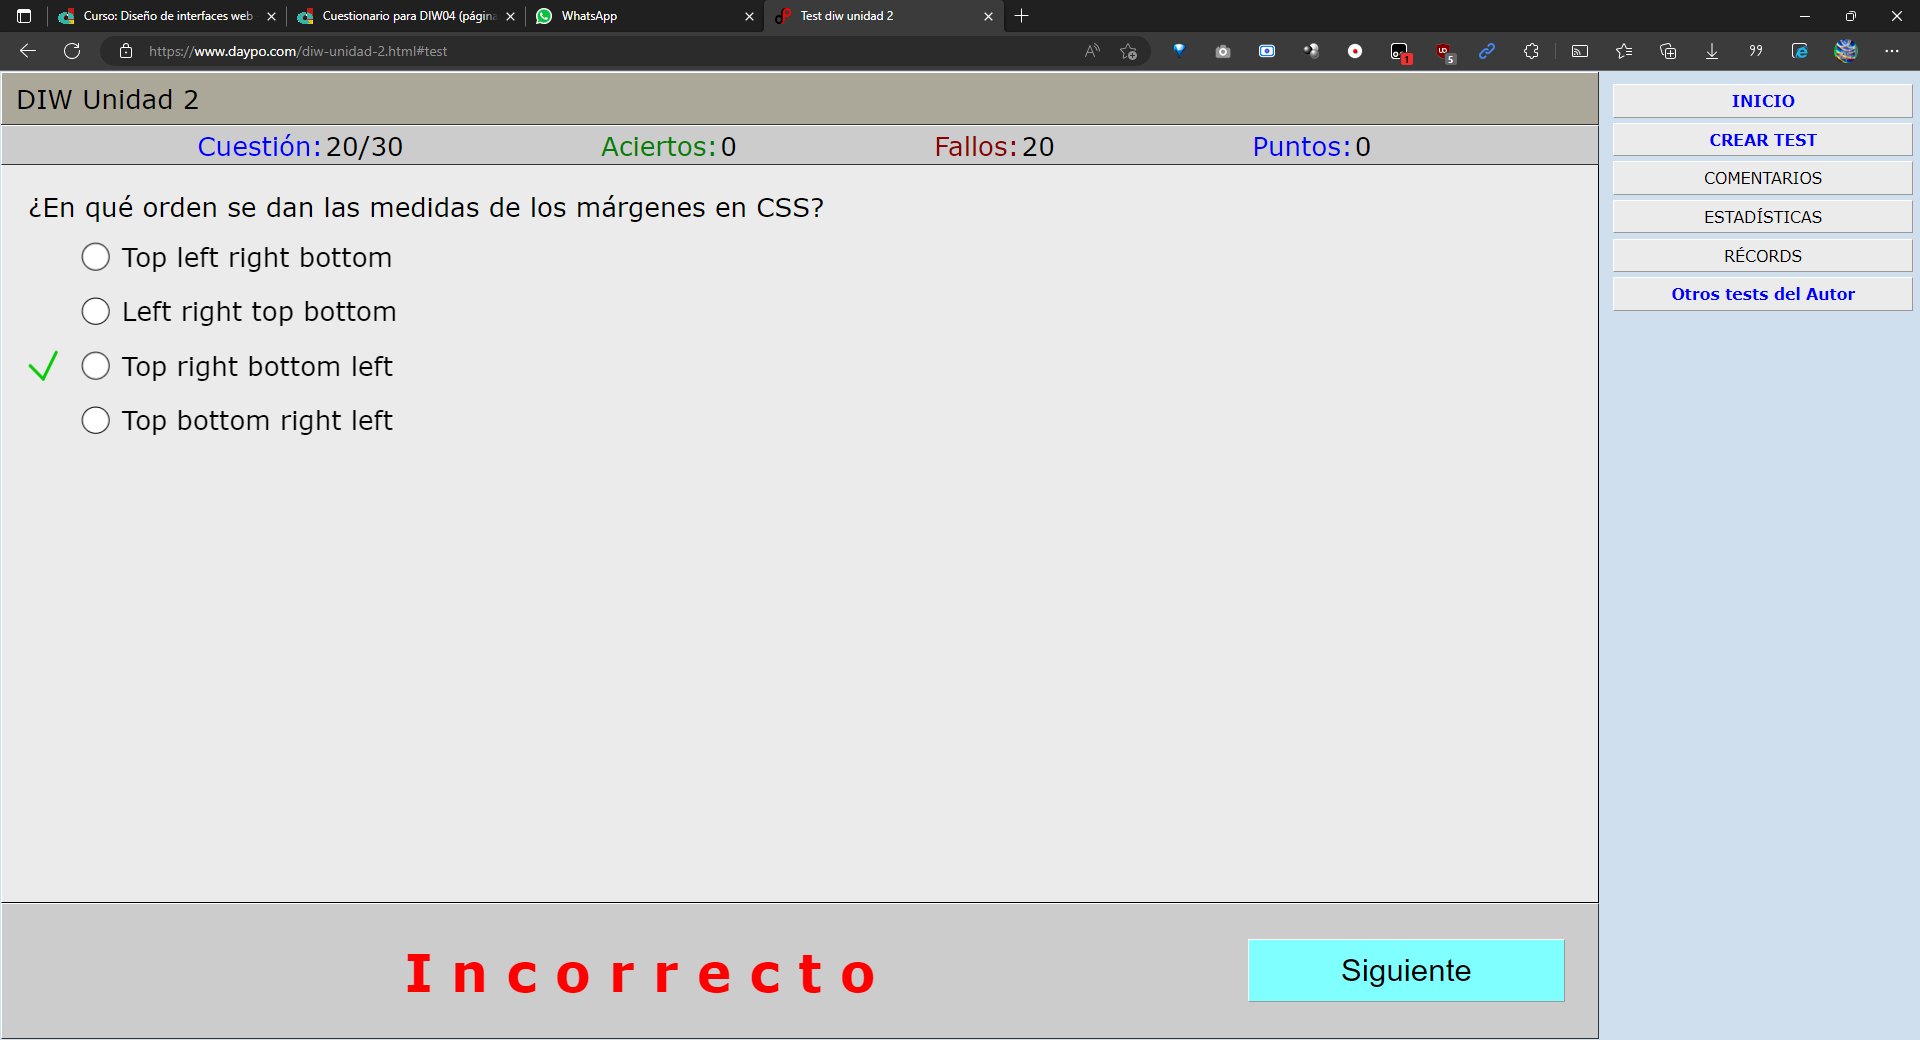 Curso: Diseño de interfaces web
Cuestionario para DIW04 (página
WhatsApp
Test diw unidad 2
https://www.daypo.com/diw-unidad-2.html#test
1
5
DIW Unidad 2
Cuestión: 20/30
Aciertos: 0
Fallos: 20
Puntos: 0
¿En qué orden se dan las medidas de los márgenes en CSS?
Top left right bottom
Left right top bottom
Top right bottom left
Top bottom right left
Incorrecto
Siguiente
INICIO
CREAR TEST
COMENTARIOS
ESTADÍSTICAS
RÉCORDS
Otros tests del Autor